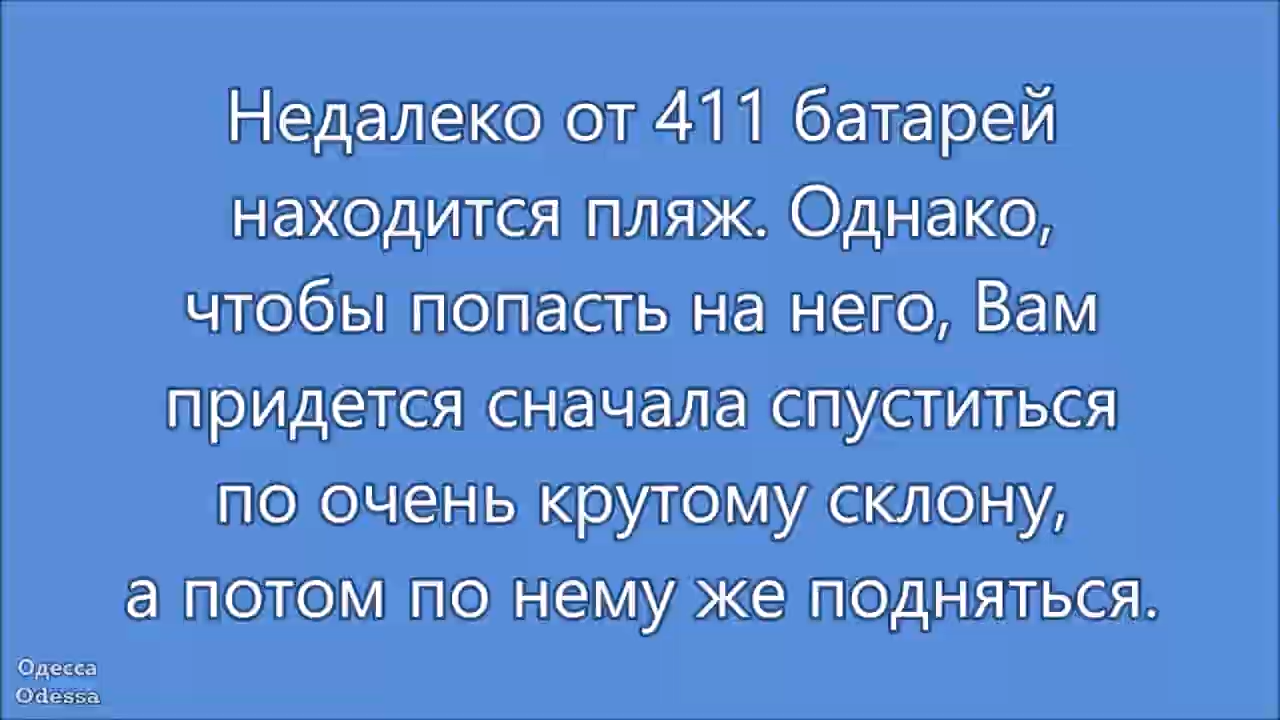 Недалеко от 411 батарей
находится пляж. Однако,
чтобы попасть на него, Вам
придется сначала спуститься
по очень крутому склону,
а потом по нему же подняться.
Одесса
Odessa